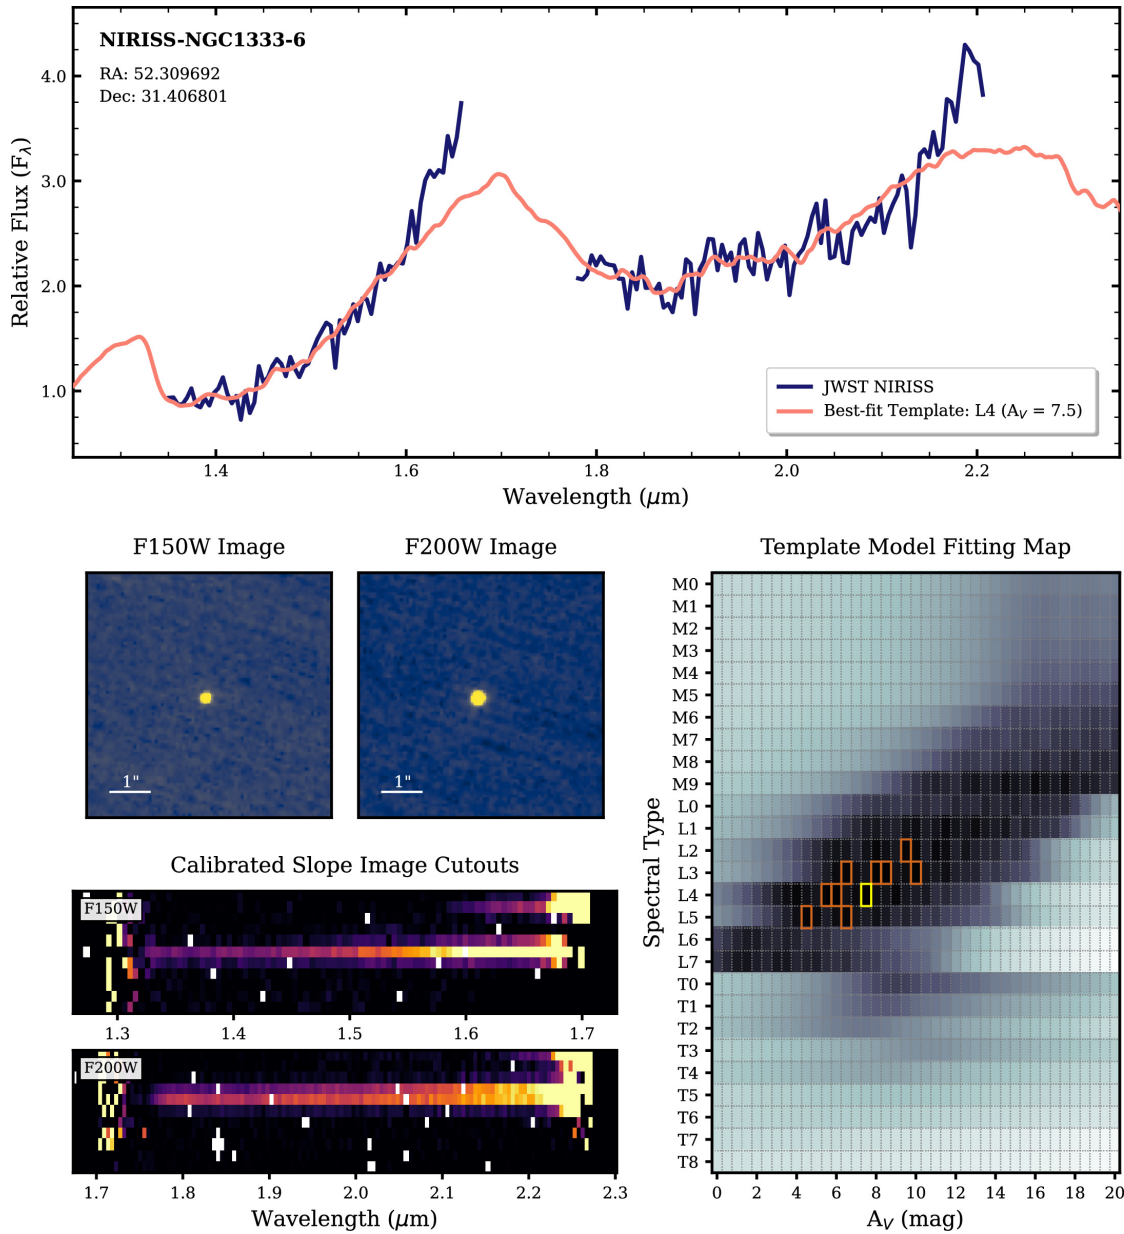 NIRISS-NGC1333-6
RA: 52.309692
Dec: 31.406801
Relative Flux (Fλ)
4.0
3.0
2.0
1.0
JWST NIRISS
Best-fit Template: L4 (AV = 7.5)
1.4 1.6 1.8 2.0 2.2
Wavelength (μm)
F150W Image
1"
F200W Image
1"
Calibrated Slope Image Cutouts
F150W
1.3 1.4 1.5 1.6 1.7
F200W
1.7 1.8 1.9 2.0 2.1 2.2 2.3
Wavelength (μm)
Template Model Fitting Map
Spectral Type
M0
M1
M2
M3
M4
M5
M6
M7
M8
M9
L0
L1
L2
L3
L4
L5
L6
L7
T0
T1
T2
T3
T4
T5
T6
T7
T8
0 2 4 6 8 10 12 14 16 18 20
AV (mag)